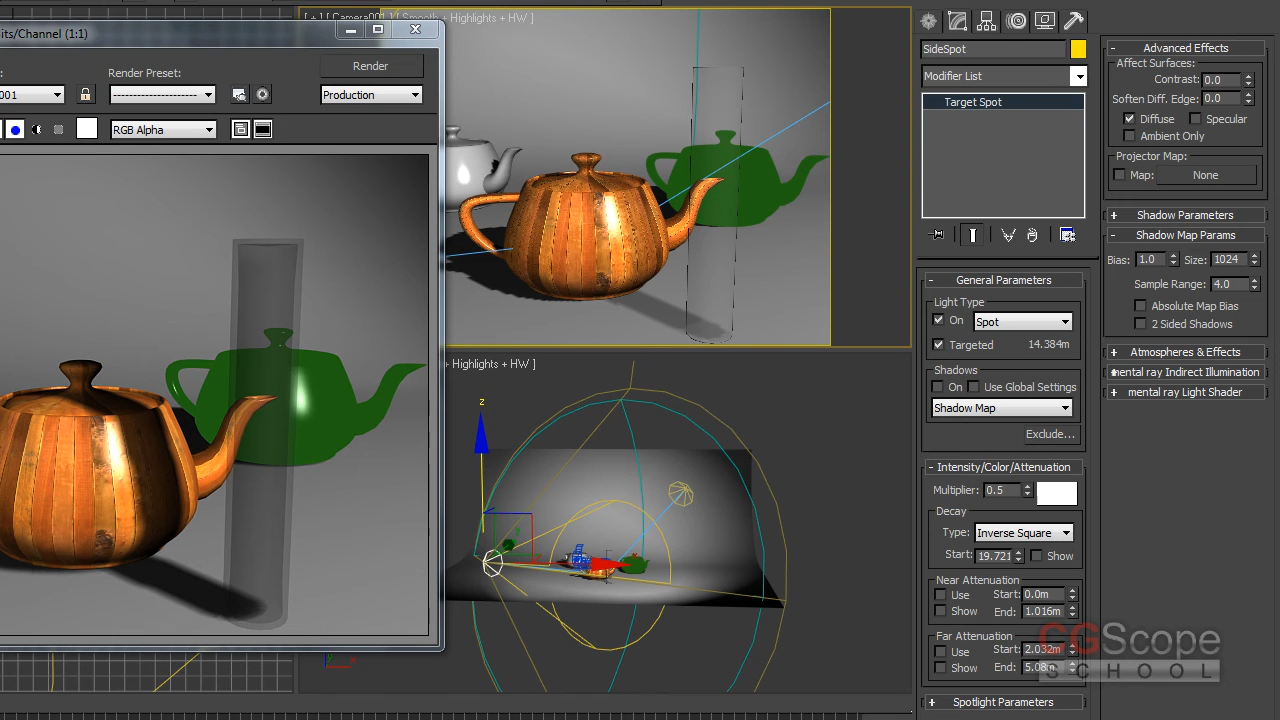 its/Channel (1:1)
Render Preset:
Render
001
Production
RGB Alpha
[ + ] [ Camera001 ] [ Smooth + Highlights + HW ]
+ Highlights + HW ]
z
x
SideSpot
Modifier List
Target Spot
- General Parameters
Light Type
On Spot
Targeted 14.384m
Shadows
On Use Global Settings
Shadow Map
Exclude...
- Intensity/Color/Attenuation
Multiplier: 0.5
Decay
Type: Inverse Square
Start: 19.721 Show
Near Attenuation
Use Start: 0.0m
Show End: 1.016m
Far Attenuation
Use Start: 2.032m
Show End: 5.08m
+ Spotlight Parameters
- Advanced Effects
Affect Surfaces:
Contrast: 0.0
Soften Diff. Edge: 0.0
Diffuse Specular
Ambient Only
Projector Map:
Map: None
+ Shadow Parameters
- Shadow Map Params
Bias: 1.0 Size: 1024
Sample Range: 4.0
Absolute Map Bias
2 Sided Shadows
+ Atmospheres & Effects
+ mental ray Indirect Illumination
+ mental ray Light Shader
CGScope
SCHOOL